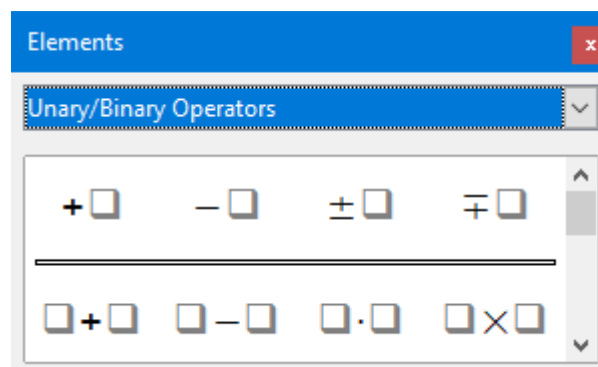 Elements x
Unary/Binary Operators
+❑ −❑ ±❑ ∓❑
❑+❑ ❑−❑ ❑·❑ ❑×❑